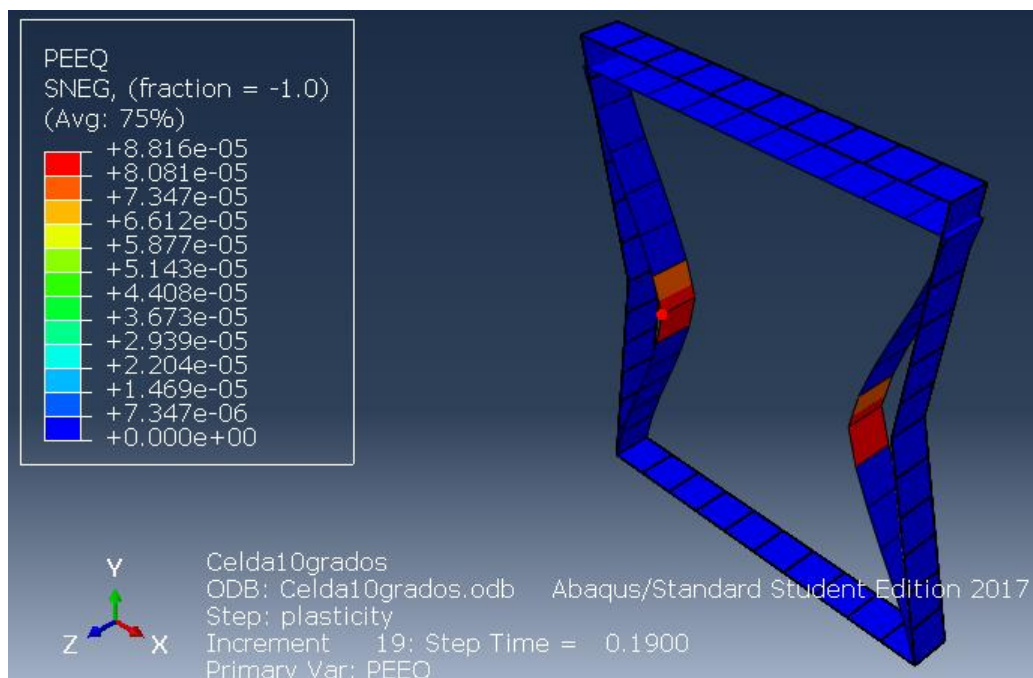 PEEQ
SNEG, (fraction = -1.0)
(Avg: 75%)
+8.816e-05
+8.081e-05
+7.347e-05
+6.612e-05
+5.877e-05
+5.143e-05
+4.408e-05
+3.673e-05
+2.939e-05
+2.204e-05
+1.469e-05
+7.347e-06
+0.000e+00
Y
Z X
Celda10grados
ODB: Celda10grados.odb Abaqus/Standard Student Edition 2017
Step: plasticity
Increment 19: Step Time = 0.1900
Primary Var: PEEQ